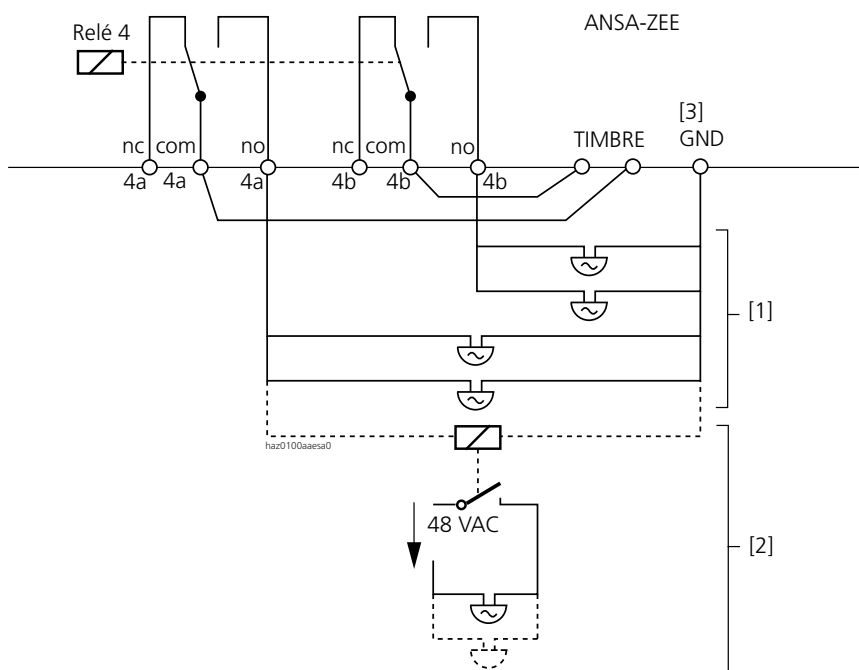 ANSA-ZEE
Relé 4
[3]
nc com no nc com no TIMBRE GND
4a 4a 4a 4b 4b 4b
[1]
haz0100aaesa0
48 VAC
[2]